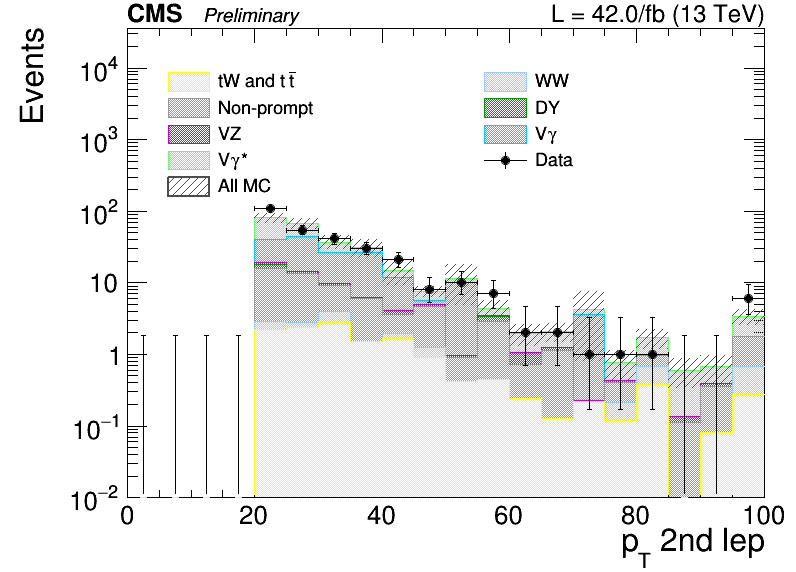 CMS Preliminary L = 42.0/fb (13 TeV)
Events
10⁴
10³
10²
10
1
10⁻¹
10⁻²
tW and t t̄
Non-prompt
VZ
Vγ*
All MC
WW
DY
Vγ
Data
0 20 40 60 80 100
p_T 2nd lep